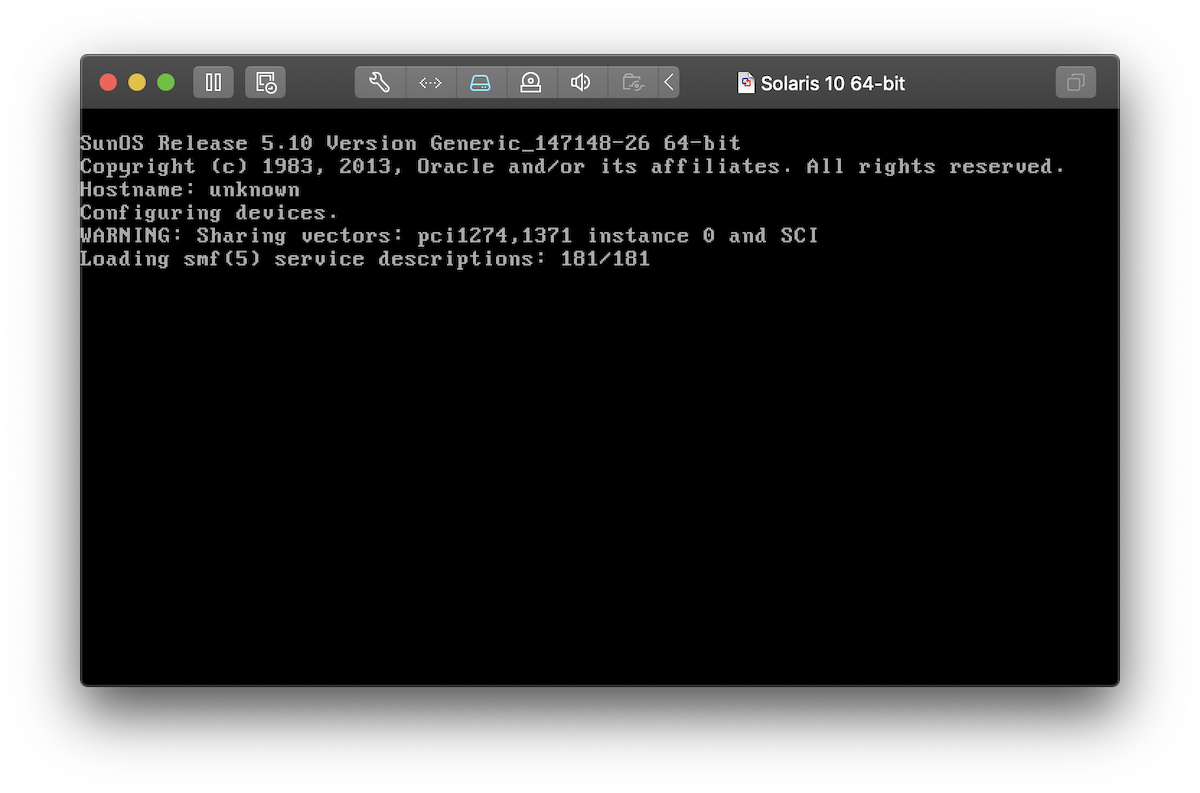 Solaris 10 64-bit
SunOS Release 5.10 Version Generic_147148-26 64-bit
Copyright (c) 1983, 2013, Oracle and/or its affiliates. All rights reserved.
Hostname: unknown
Configuring devices.
WARNING: Sharing vectors: pci1274,1371 instance 0 and SCI
Loading smf(5) service descriptions: 181/181